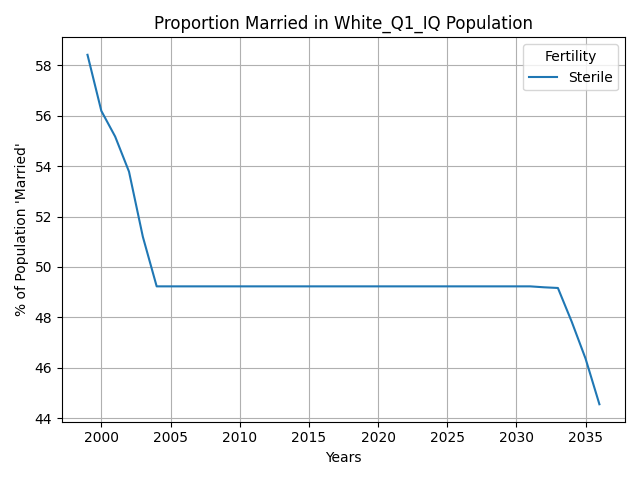 Proportion Married in White_Q1_IQ Population
Fertility
Sterile
% of Population 'Married'
58
56
54
52
50
48
46
44
2000 2005 2010 2015 2020 2025 2030 2035
Years